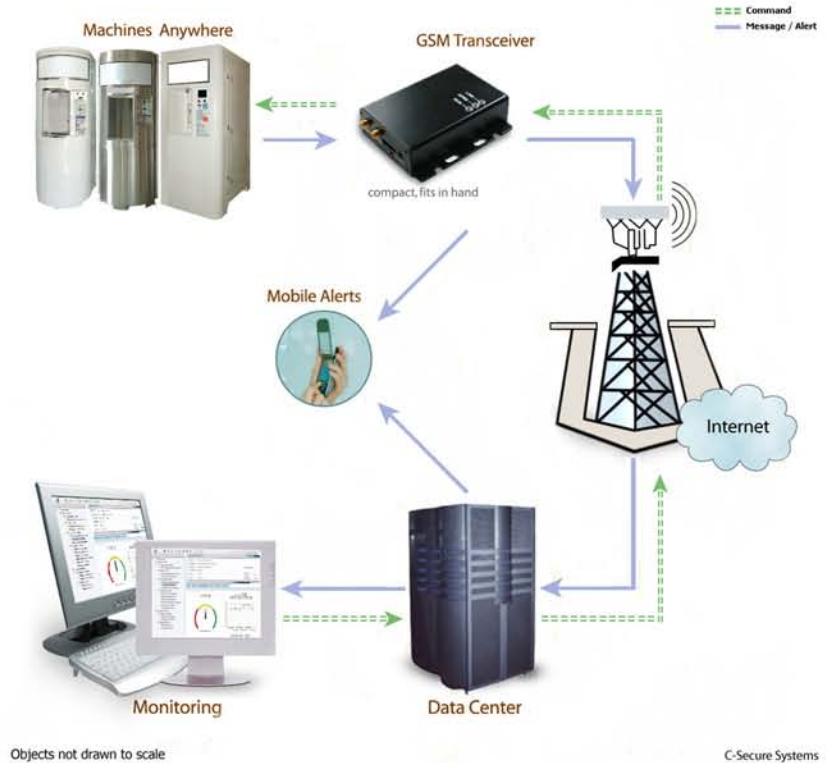 Command
Message / Alert
Machines Anywhere
GSM Transceiver
compact, fits in hand
Mobile Alerts
Internet
Monitoring
Data Center
Objects not drawn to scale
C-Secure Systems